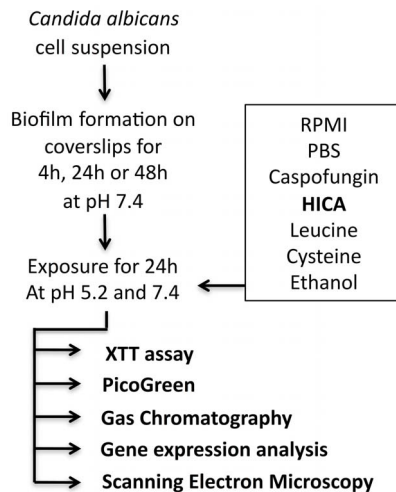 Candida albicans
cell suspension
Biofilm formation on
coverslips for
4h, 24h or 48h
at pH 7.4
RPMI
PBS
Caspofungin
HICA
Leucine
Cysteine
Ethanol
Exposure for 24h
At pH 5.2 and 7.4
XTT assay
PicoGreen
Gas Chromatography
Gene expression analysis
Scanning Electron Microscopy